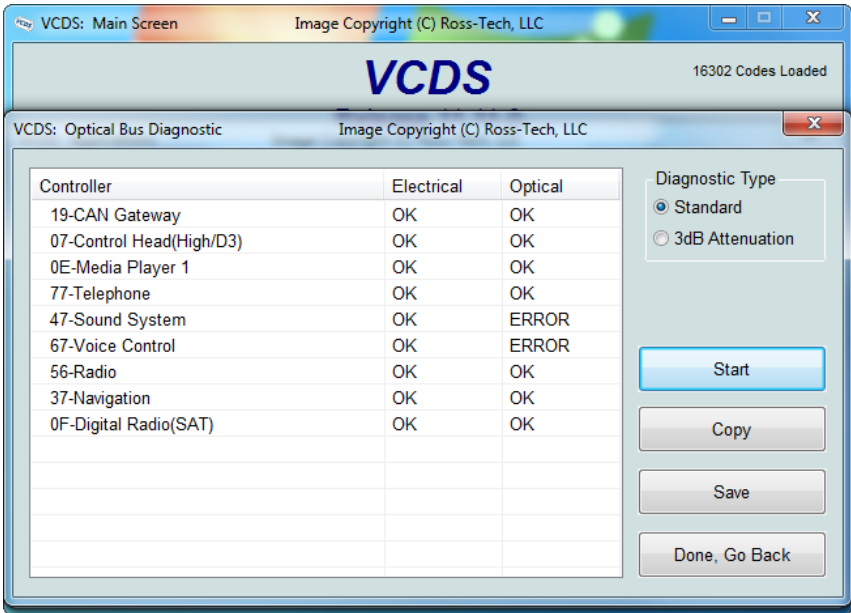 VCDS: Main Screen Image Copyright (C) Ross-Tech, LLC
VCDS
16302 Codes Loaded
VCDS: Optical Bus Diagnostic Image Copyright (C) Ross-Tech, LLC
Controller Electrical Optical
19-CAN Gateway OK OK
07-Control Head(High/D3) OK OK
0E-Media Player 1 OK OK
77-Telephone OK OK
47-Sound System OK ERROR
67-Voice Control OK ERROR
56-Radio OK OK
37-Navigation OK OK
0F-Digital Radio(SAT) OK OK
Diagnostic Type
Standard
3dB Attenuation
Start
Copy
Save
Done, Go Back